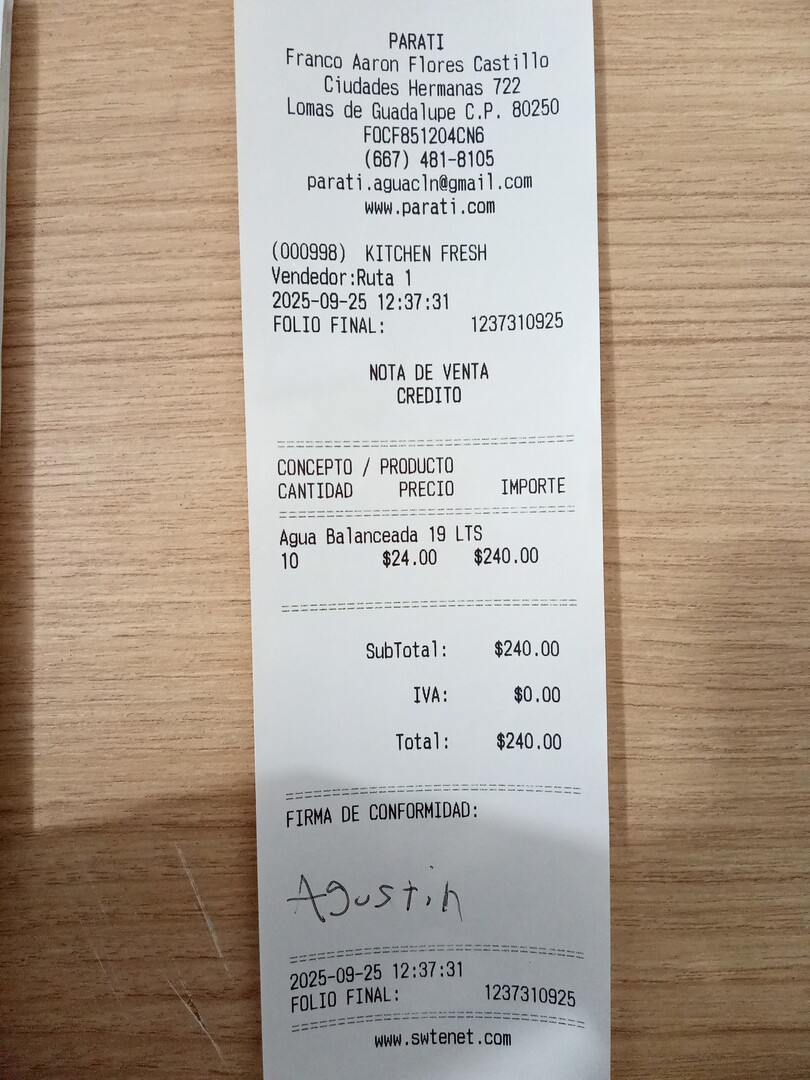 PARATI
Franco Aaron Flores Castillo
Ciudades Hermanas 722
Lomas de Guadalupe C.P. 80250
FOCF851204CN6
(667) 481-8105
parati.aguacln@gmail.com
www.parati.com
(000998) KITCHEN FRESH
Vendedor:Ruta 1
2025-09-25 12:37:31
FOLIO FINAL: 1237310925
NOTA DE VENTA
CREDITO
CONCEPTO / PRODUCTO
CANTIDAD PRECIO IMPORTE
Agua Balanceada 19 LTS
10 $24.00 $240.00
SubTotal: $240.00
IVA: $0.00
Total: $240.00
FIRMA DE CONFORMIDAD:
Agustin
2025-09-25 12:37:31
FOLIO FINAL: 1237310925
www.swtenet.com